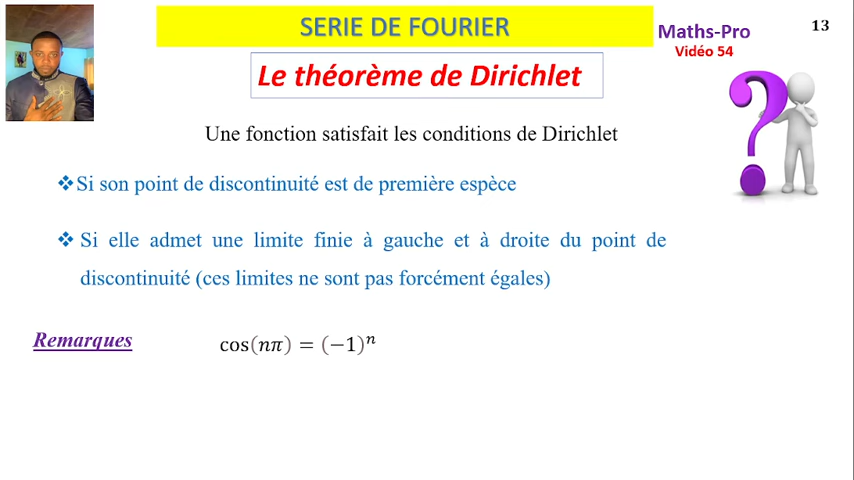 SERIE DE FOURIER
Maths-Pro
Vidéo 54
13
Le théorème de Dirichlet
Une fonction satisfait les conditions de Dirichlet
❖Si son point de discontinuité est de première espèce
❖ Si elle admet une limite finie à gauche et à droite du point de
discontinuité (ces limites ne sont pas forcément égales)
Remarques
cos(𝑛𝜋) = (−1)ⁿ